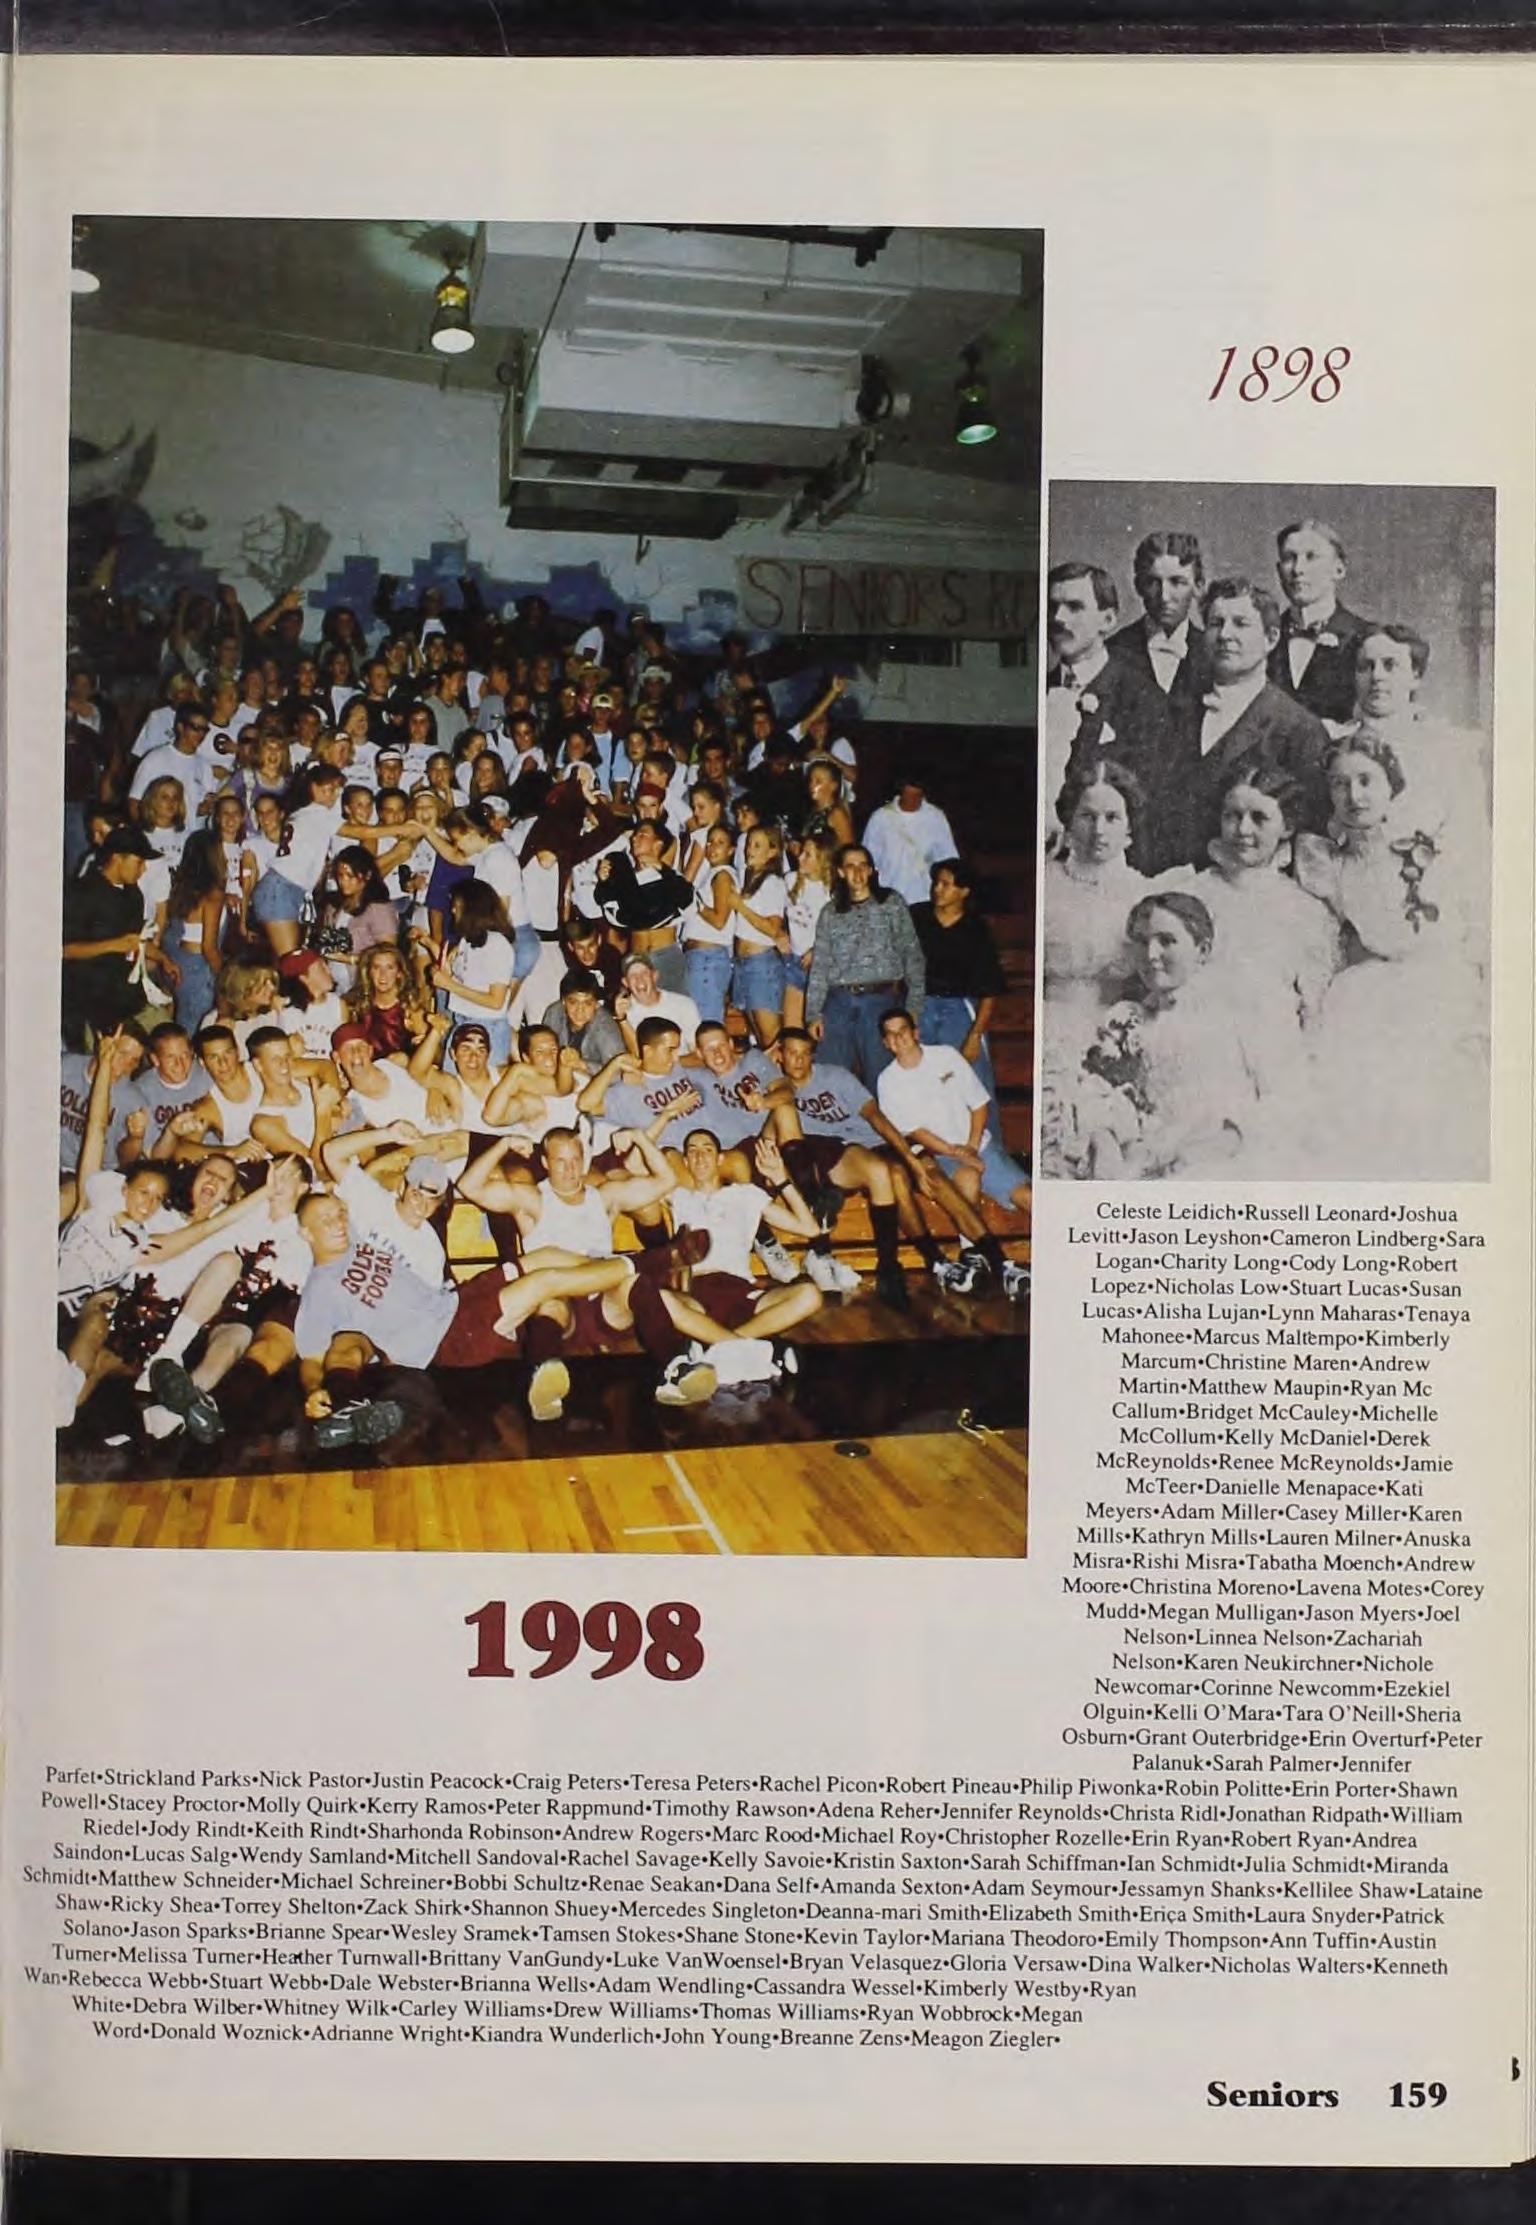 1898
SENIORS
GOLDEN
FOOTBALL
GOLDEN
1998
Celeste Leidich•Russell Leonard•Joshua
Levitt•Jason Leyshon•Cameron Lindberg•Sara
Logan•Charity Long•Cody Long•Robert
Lopez•Nicholas Low•Stuart Lucas•Susan
Lucas•Alisha Lujan•Lynn Maharas•Tenaya
Mahonee•Marcus Maltempo•Kimberly
Marcum•Christine Maren•Andrew
Martin•Matthew Maupin•Ryan Mc
Callum•Bridget McCauley•Michelle
McCollum•Kelly McDaniel•Derek
McReynolds•Renee McReynolds•Jamie
McTeer•Danielle Menapace•Kati
Meyers•Adam Miller•Casey Miller•Karen
Mills•Kathryn Mills•Lauren Milner•Anuska
Misra•Rishi Misra•Tabatha Moench•Andrew
Moore•Christina Moreno•Lavena Motes•Corey
Mudd•Megan Mulligan•Jason Myers•Joel
Nelson•Linnea Nelson•Zachariah
Nelson•Karen Neukirchner•Nichole
Newcomar•Corinne Newcomm•Ezekiel
Olguin•Kelli O'Mara•Tara O'Neill•Sheria
Osburn•Grant Outerbridge•Erin Overturf•Peter
Palanuk•Sarah Palmer•Jennifer
Parfet•Strickland Parks•Nick Pastor•Justin Peacock•Craig Peters•Teresa Peters•Rachel Picon•Robert Pineau•Philip Piwonka•Robin Politte•Erin Porter•Shawn
Powell•Stacey Proctor•Molly Quirk•Kerry Ramos•Peter Rappmund•Timothy Rawson•Adena Reher•Jennifer Reynolds•Christa Ridl•Jonathan Ridpath•William
Riedel•Jody Rindt•Keith Rindt•Sharhonda Robinson•Andrew Rogers•Marc Rood•Michael Roy•Christopher Rozelle•Erin Ryan•Robert Ryan•Andrea
Saindon•Lucas Salg•Wendy Samland•Mitchell Sandoval•Rachel Savage•Kelly Savoie•Kristin Saxton•Sarah Schiffman•Ian Schmidt•Julia Schmidt•Miranda
Schmidt•Matthew Schneider•Michael Schreiner•Bobbi Schultz•Renae Seakan•Dana Self•Amanda Sexton•Adam Seymour•Jessamyn Shanks•Kellilee Shaw•Lataine
Shaw•Ricky Shea•Torrey Shelton•Zack Shirk•Shannon Shuey•Mercedes Singleton•Deanna-mari Smith•Elizabeth Smith•Erica Smith•Laura Snyder•Patrick
Solano•Jason Sparks•Brianne Spear•Wesley Sramek•Tamsen Stokes•Shane Stone•Kevin Taylor•Mariana Theodoro•Emily Thompson•Ann Tuffin•Austin
Turner•Melissa Turner•Heather Turnwall•Brittany VanGundy•Luke VanWoensel•Bryan Velasquez•Gloria Versaw•Dina Walker•Nicholas Walters•Kenneth
Wan•Rebecca Webb•Stuart Webb•Dale Webster•Brianna Wells•Adam Wendling•Cassandra Wessel•Kimberly Westby•Ryan
White•Debra Wilber•Whitney Wilk•Carley Williams•Drew Williams•Thomas Williams•Ryan Wobbrock•Megan
Word•Donald Woznick•Adrianne Wright•Kiandra Wunderlich•John Young•Breanne Zens•Meagon Ziegler•
Seniors 159